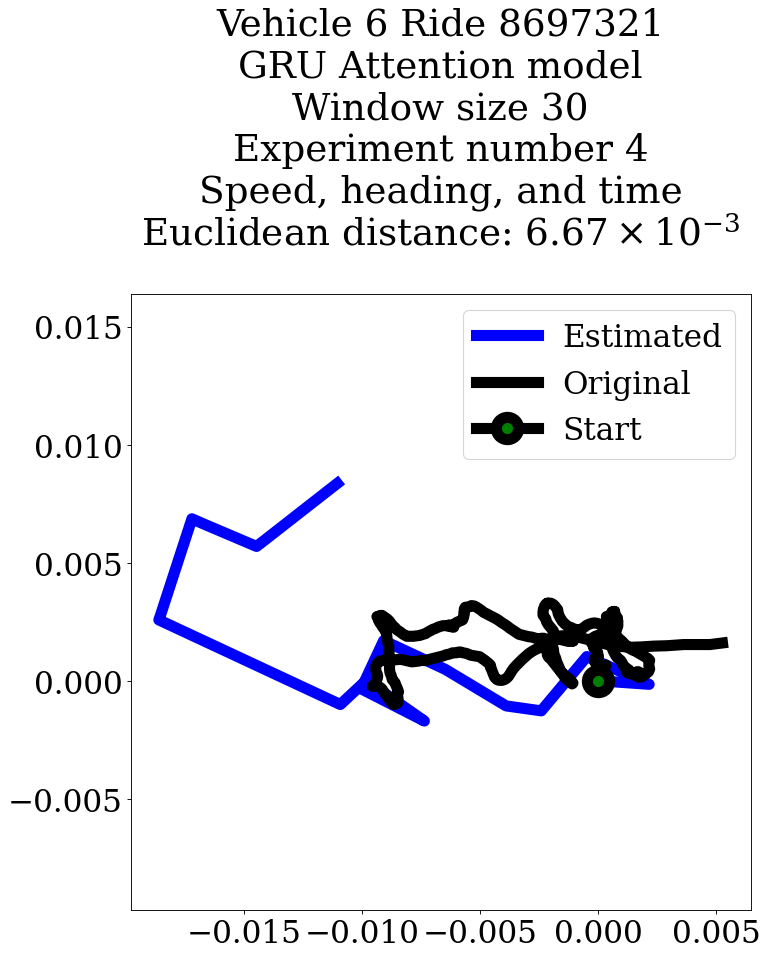 Vehicle 6 Ride 8697321
GRU Attention model
Window size 30
Experiment number 4
Speed, heading, and time
Euclidean distance: 6.67 × 10⁻³
Estimated
Original
Start
0.015
0.010
0.005
0.000
−0.005
−0.015 −0.010 −0.005 0.000 0.005